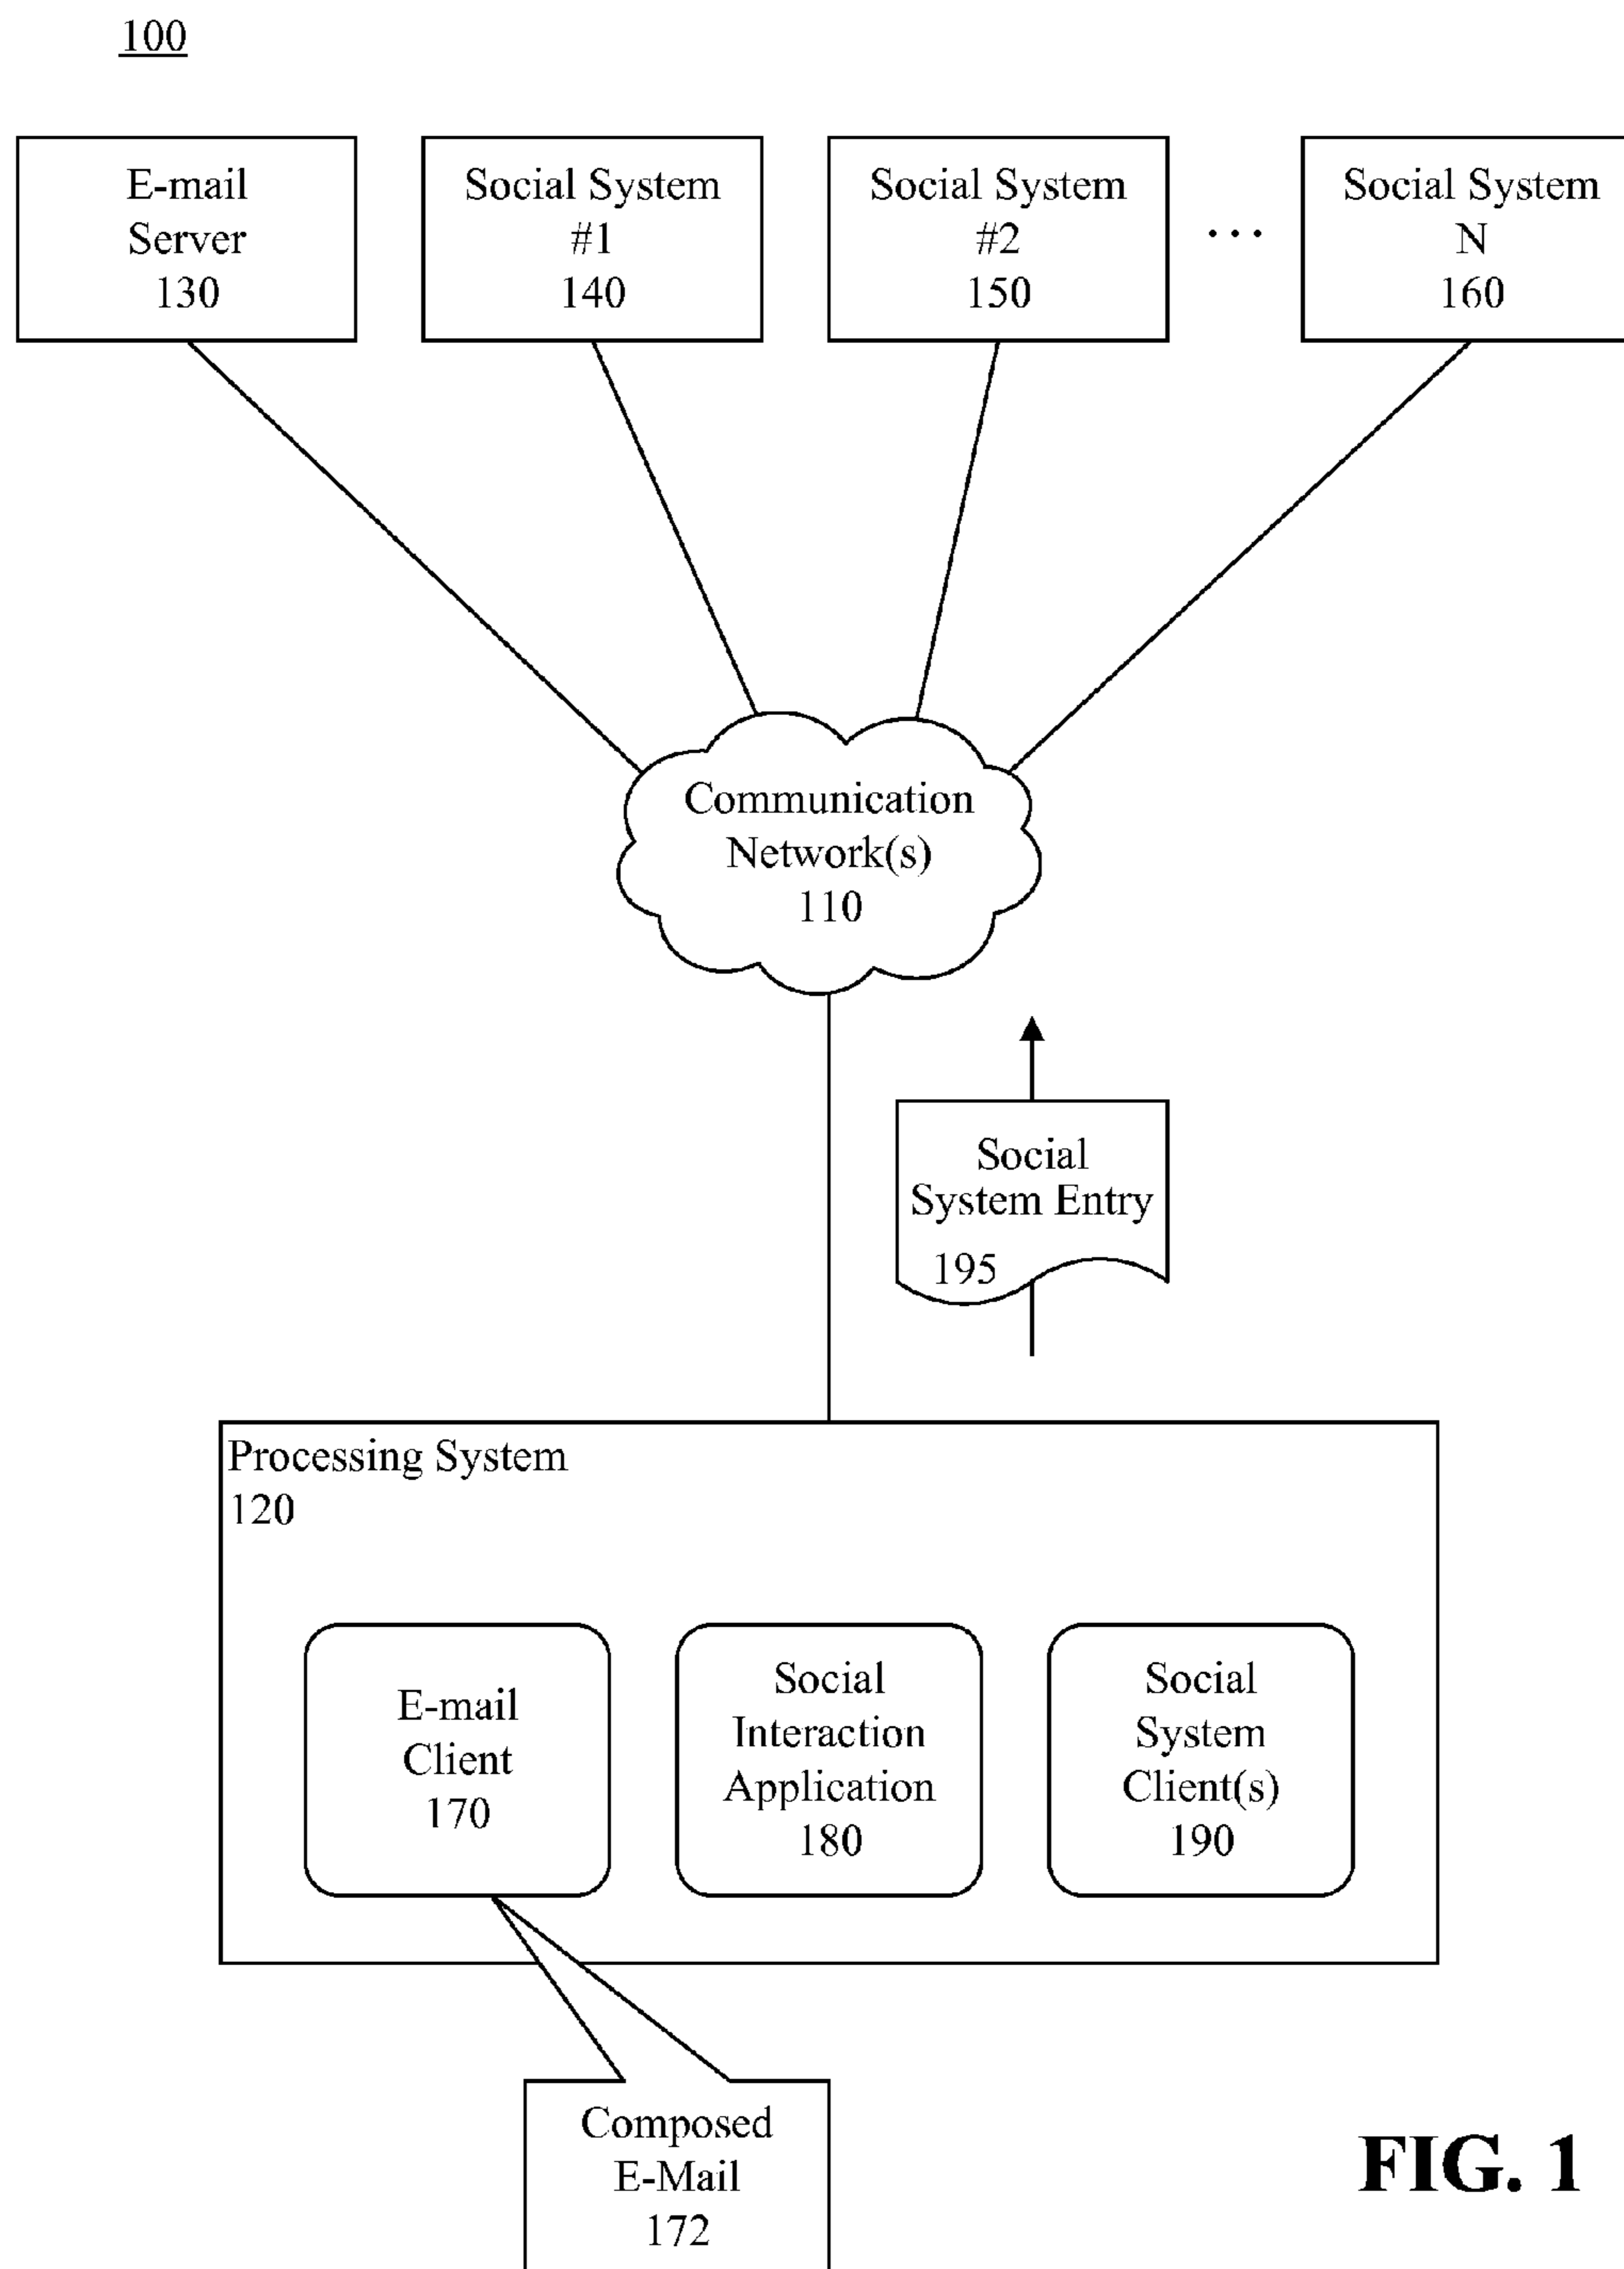 100
E-mail
Server
130
Social System
#1
140
Social System
#2
150
...
Social System
N
160
Communication
Network(s)
110
Social
System Entry
195
Processing System
120
E-mail
Client
170
Social
Interaction
Application
180
Social
System
Client(s)
190
Composed
E-Mail
172
FIG. 1